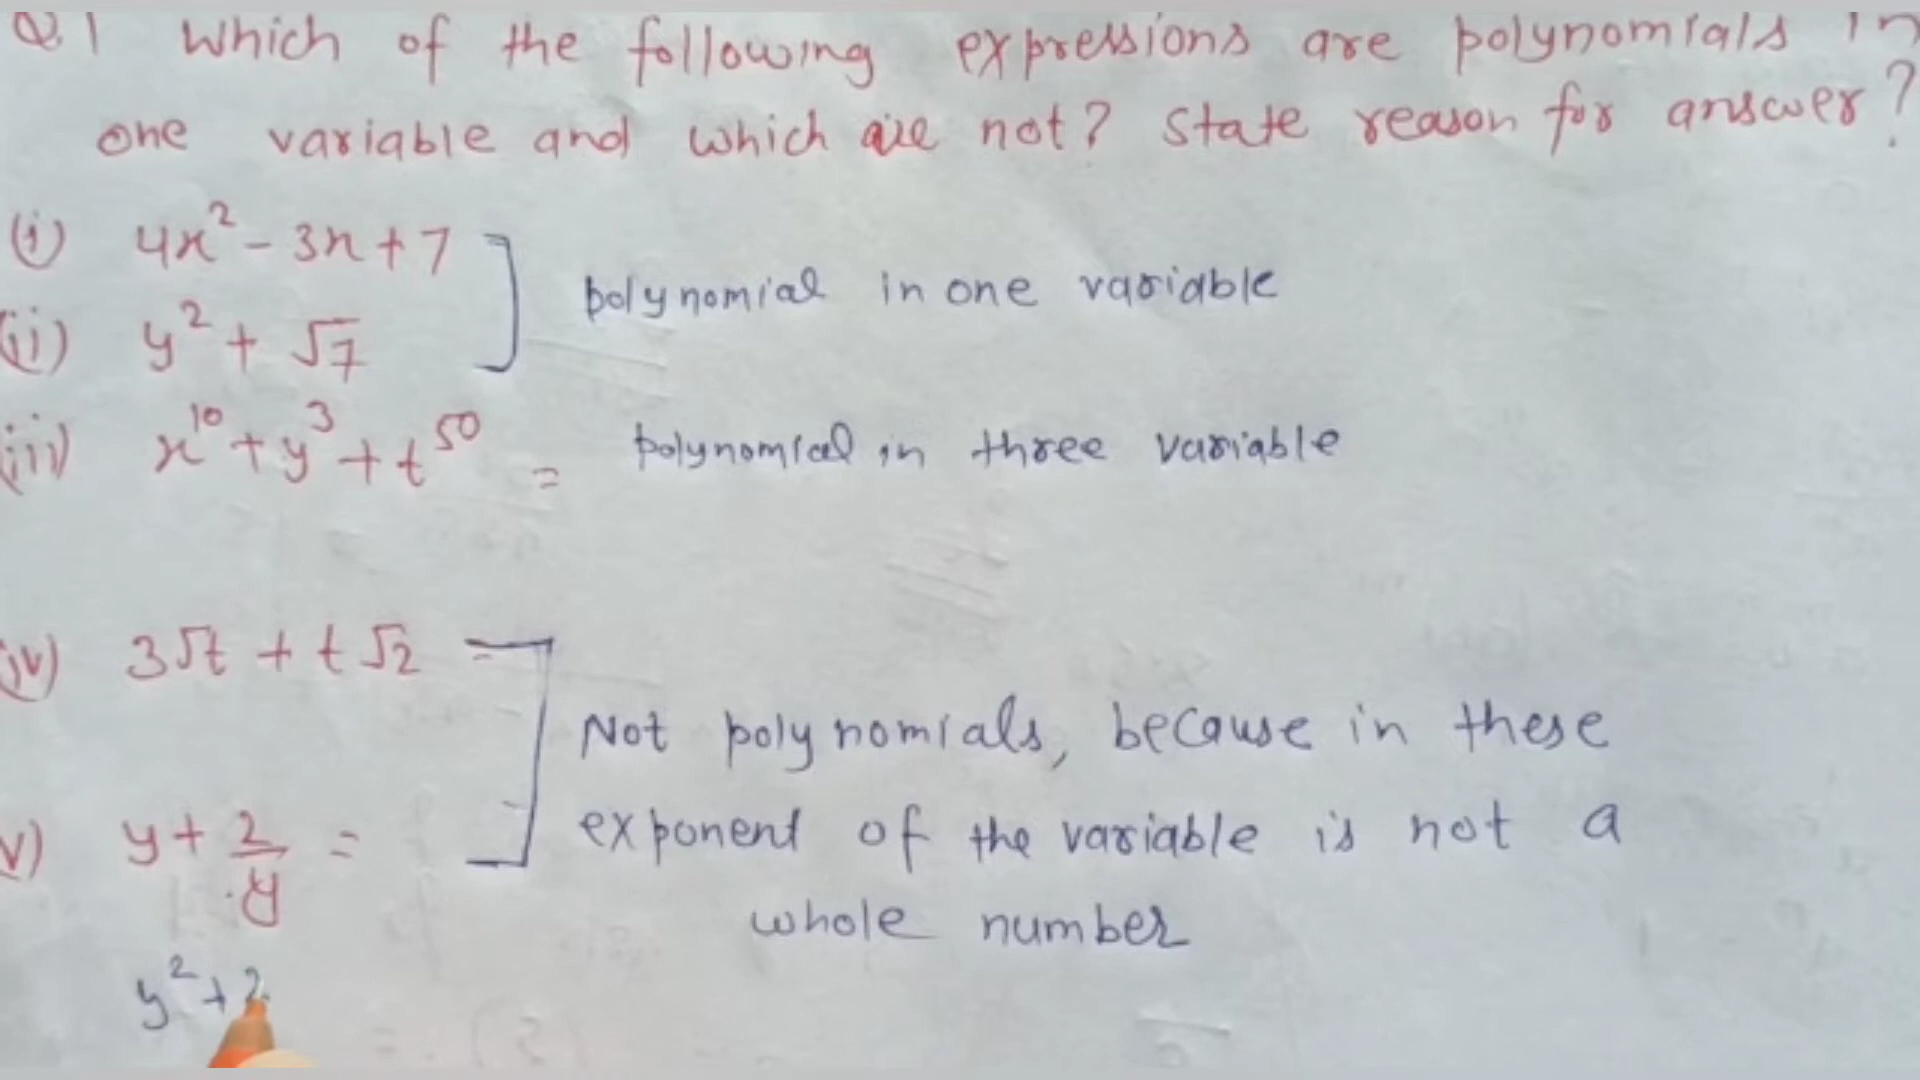 Q.1 which of the following expressions are polynomials in
one variable and which are not? State reason for answer?
(i) 4x² - 3x + 7
polynomial in one variable
(ii) y² + √7
(iii) x¹⁰ + y³ + t⁵⁰ = polynomial in three variable
(iv) 3√t + t√2 =
Not polynomials, because in these
v) y + 2/y =
exponent of the variable is not a
whole number
y² + 2